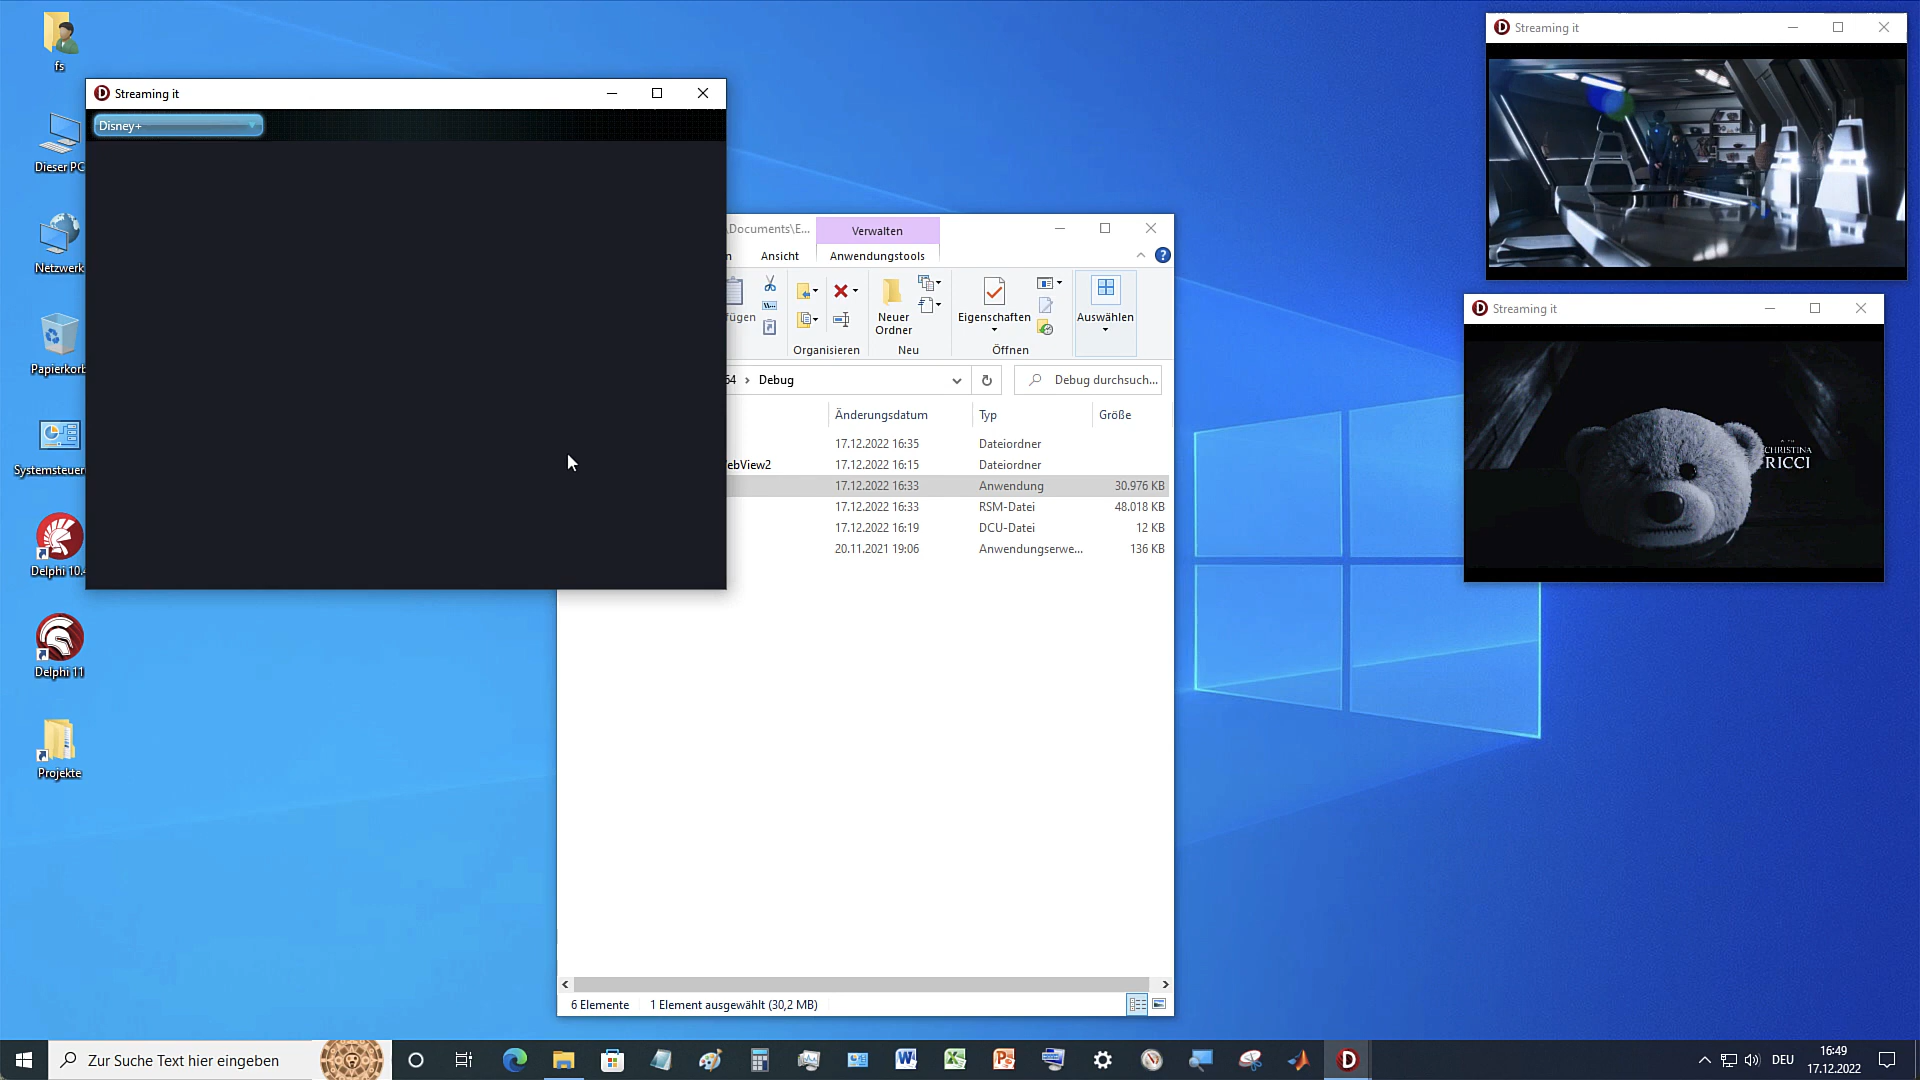 fs
Dieser PC
Netzwerk
Papierkorb
Systemsteuer
Delphi 10.4
Delphi 11
Projekte
Streaming it
Disney+
\Documents\E...
Verwalten
Ansicht
Anwendungstools
fügen
Organisieren
Neuer
Ordner
Neu
Eigenschaften
Öffnen
Auswählen
64 › Debug
Debug durchsuch...
Änderungsdatum Typ Größe
17.12.2022 16:35 Dateiordner
ebView2 17.12.2022 16:15 Dateiordner
17.12.2022 16:33 Anwendung 30.976 KB
17.12.2022 16:33 RSM-Datei 48.018 KB
17.12.2022 16:19 DCU-Datei 12 KB
20.11.2021 19:06 Anwendungserwe... 136 KB
6 Elemente 1 Element ausgewählt (30,2 MB)
Streaming it
Streaming it
CHRISTINA
RICCI
Zur Suche Text hier eingeben
DEU
16:49
17.12.2022